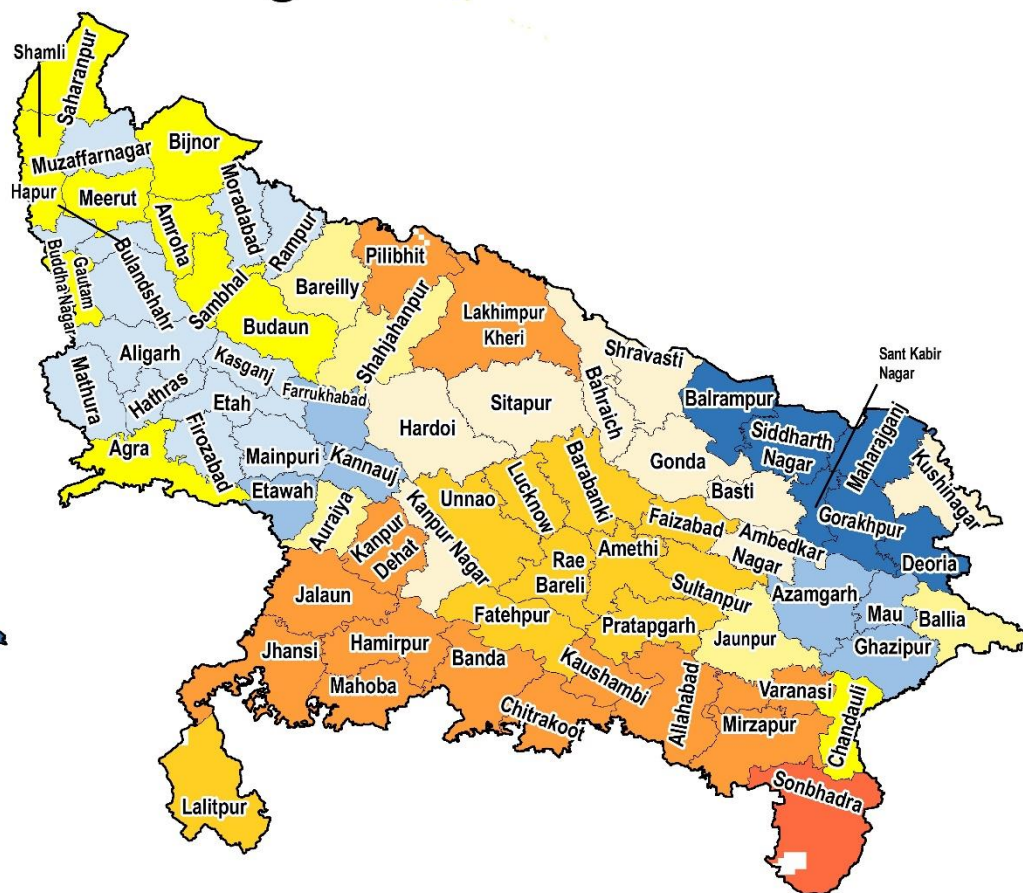 Shamli
Saharanpur
Muzaffarnagar
Bijnor
Hapur
Meerut
Moradabad
Amroha
Rampur
Pilibhit
Gautam
Buddha Nagar
Bulandshahr
Sambhal
Bareilly
Budaun
Shahjahanpur
Lakhimpur
Kheri
Shravasti
Sant Kabir
Nagar
Mathura
Aligarh
Hathras
Kasganj
Etah
Farrukhabad
Hardoi
Sitapur
Bahraich
Balrampur
Siddharth
Nagar
Maharajganj
Kushinagar
Agra
Firozabad
Mainpuri
Kannauj
Gonda
Basti
Etawah
Auraiya
Kanpur
Dehat
Kanpur Nagar
Unnao
Lucknow
Barabanki
Faizabad
Ambedkar
Nagar
Gorakhpur
Deoria
Rae
Bareli
Amethi
Sultanpur
Azamgarh
Mau
Ballia
Jalaun
Fatehpur
Pratapgarh
Jaunpur
Ghazipur
Jhansi
Hamirpur
Banda
Kaushambi
Mahoba
Chitrakoot
Allahabad
Varanasi
Mirzapur
Chandauli
Sonbhadra
Lalitpur